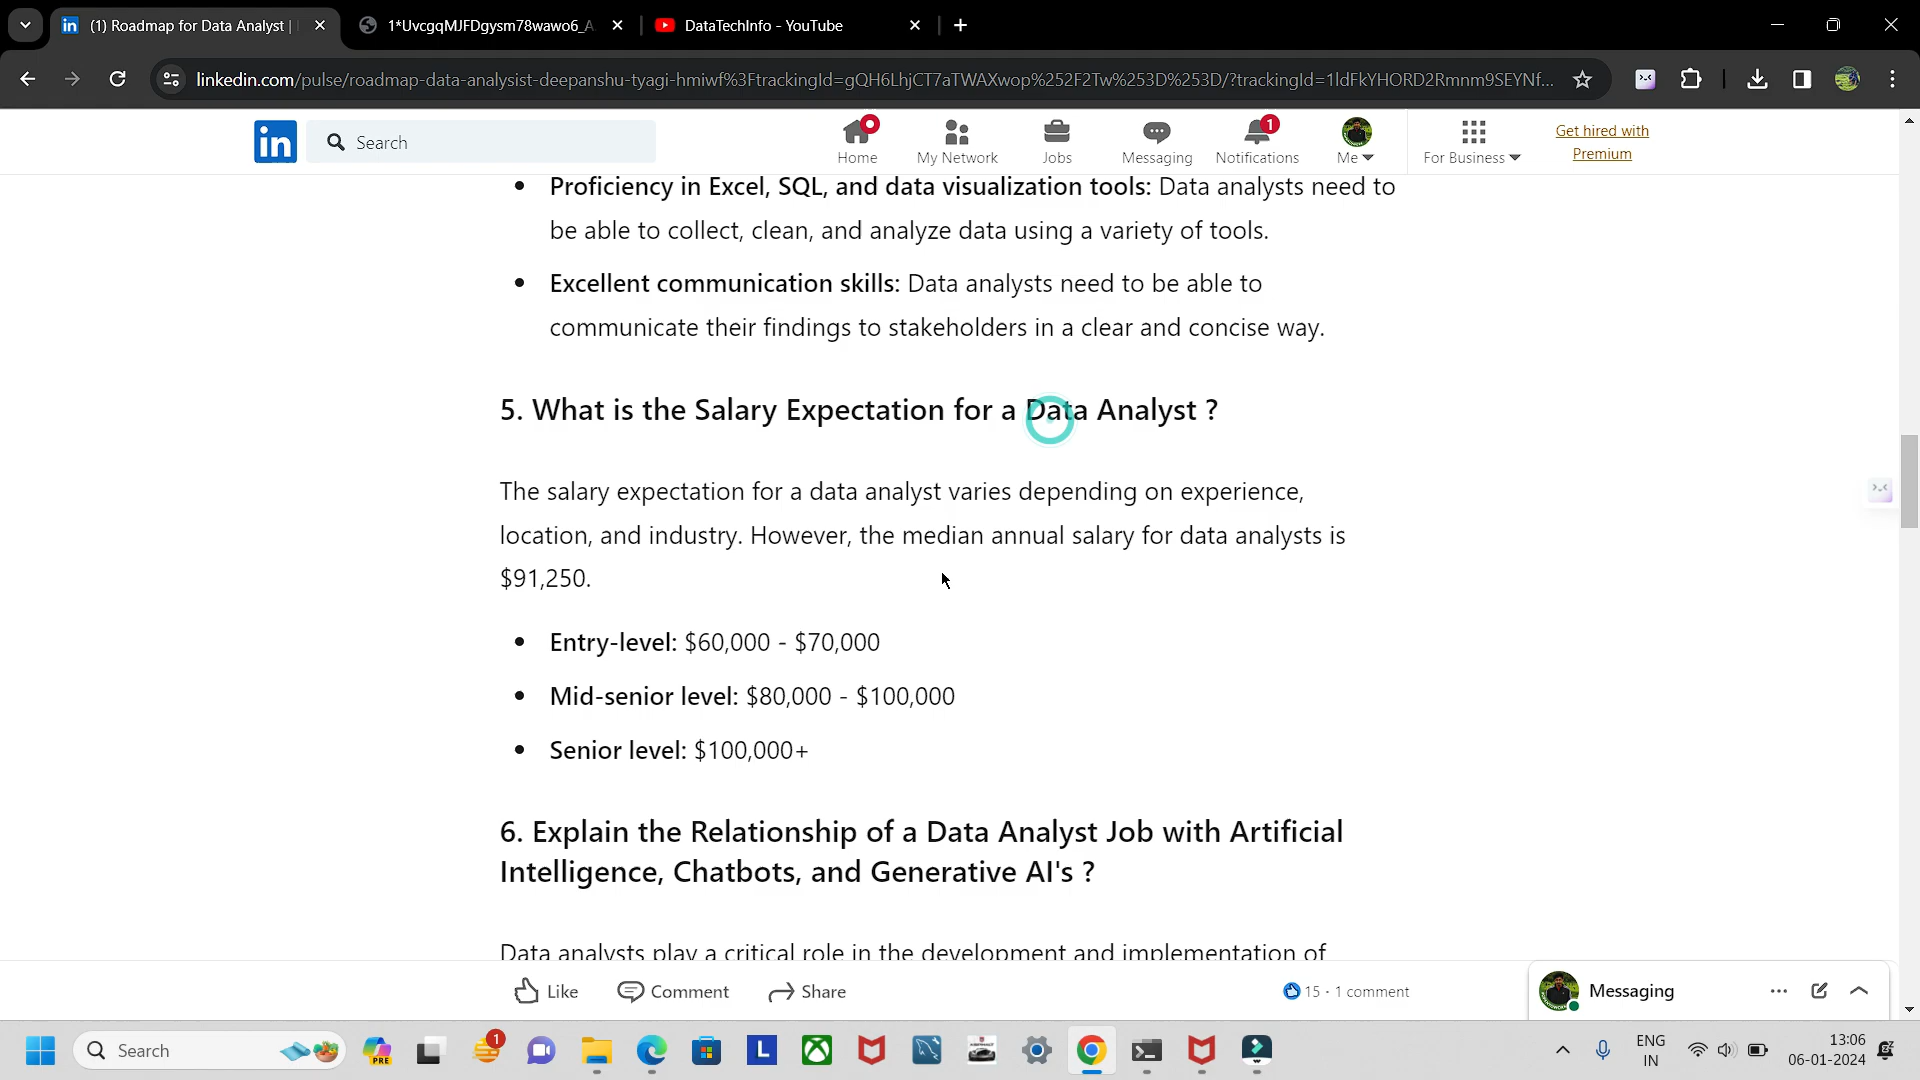 (1) Roadmap for Data Analyst |
1*UvcgqMJFDgysm78wawo6_A
DataTechInfo - YouTube
linkedin.com/pulse/roadmap-data-analysist-deepanshu-tyagi-hmiwf%3FtrackingId=gQH6LhjCT7aTWAXwop%252F2Tw%253D%253D/?trackingId=1ldFkYHORD2Rmnm9SEYNf...
in
Search
Home
My Network
Jobs
Messaging
1
Notifications
Me
For Business
Get hired with
Premium
• Proficiency in Excel, SQL, and data visualization tools: Data analysts need to
be able to collect, clean, and analyze data using a variety of tools.
• Excellent communication skills: Data analysts need to be able to
communicate their findings to stakeholders in a clear and concise way.
5. What is the Salary Expectation for a Data Analyst ?
The salary expectation for a data analyst varies depending on experience,
location, and industry. However, the median annual salary for data analysts is
$91,250.
• Entry-level: $60,000 - $70,000
• Mid-senior level: $80,000 - $100,000
• Senior level: $100,000+
6. Explain the Relationship of a Data Analyst Job with Artificial
Intelligence, Chatbots, and Generative AI's ?
Data analysts play a critical role in the development and implementation of
Like
Comment
Share
15 · 1 comment
Messaging
Search
PRE
1
L
ENG
IN
13:06
06-01-2024